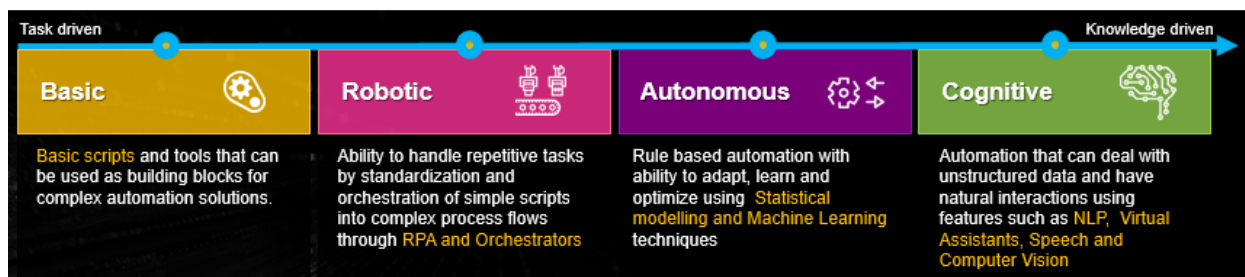 Task driven
Knowledge driven
Basic
Robotic
Autonomous
Cognitive
Basic scripts and tools that can
be used as building blocks for
complex automation solutions.
Ability to handle repetitive tasks
by standardization and
orchestration of simple scripts
into complex process flows
through RPA and Orchestrators
Rule based automation with
ability to adapt, learn and
optimize using Statistical
modelling and Machine Learning
techniques
Automation that can deal with
unstructured data and have
natural interactions using
features such as NLP, Virtual
Assistants, Speech and
Computer Vision